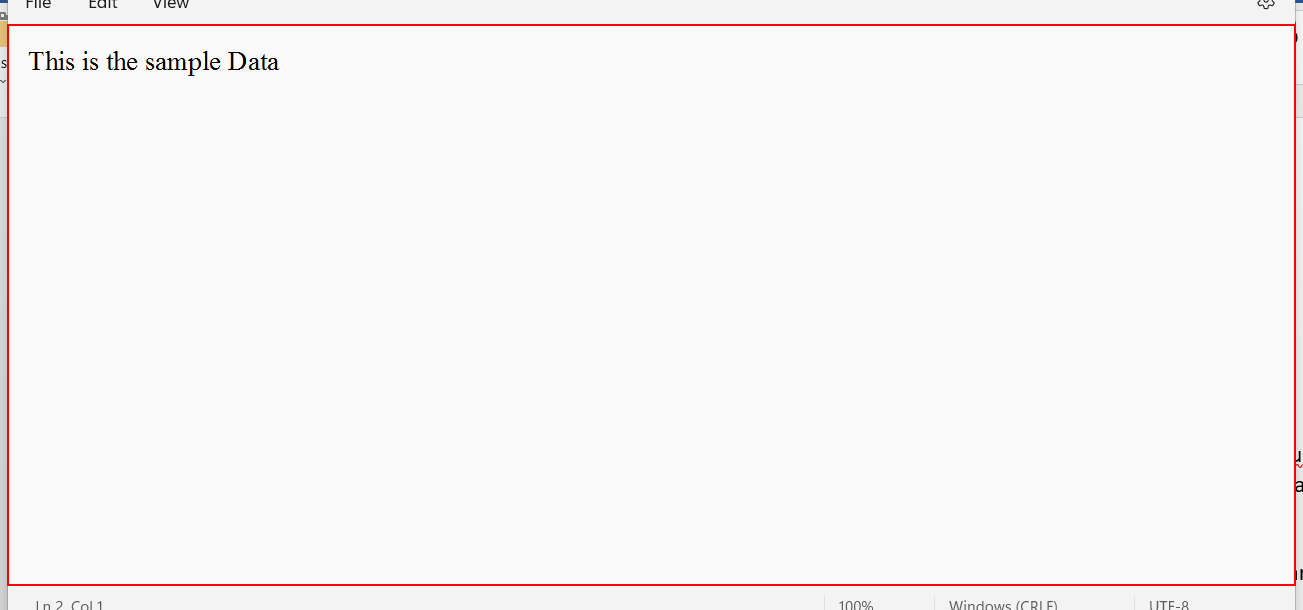 File Edit View
This is the sample Data
Ln 2, Col 1 100% Windows (CRLF) UTF-8